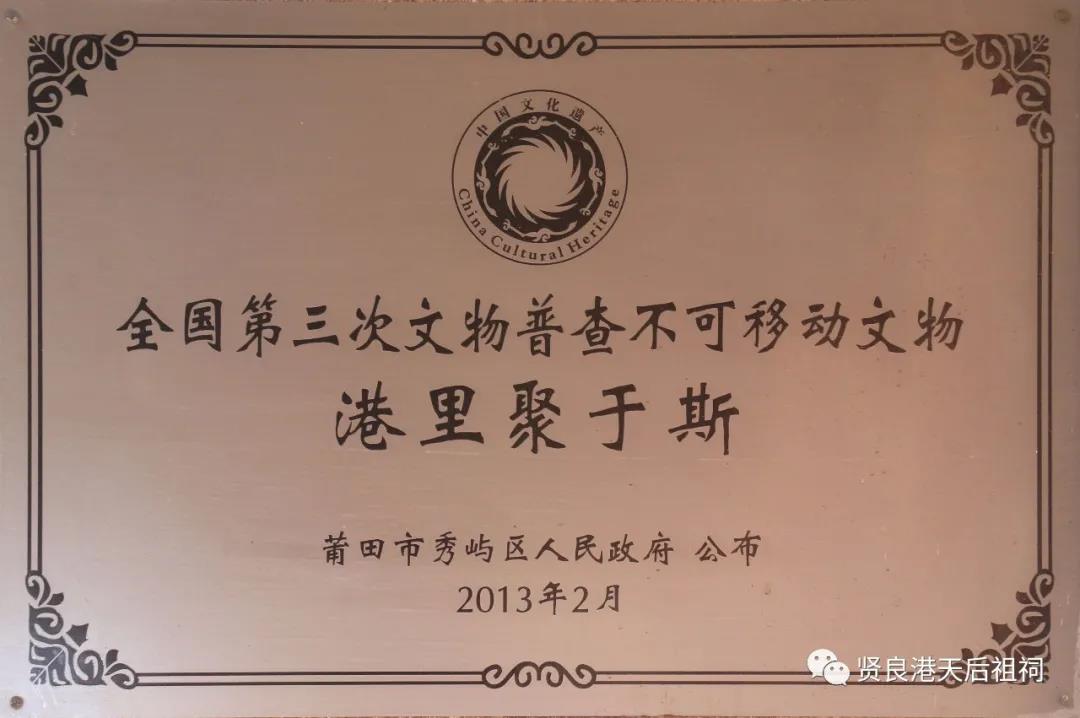 中国文化遗产
China Cultural Heritage
全国第三次文物普查不可移动文物
港里聚于斯
莆田市秀屿区人民政府 公布
2013年2月
贤良港天后祖祠